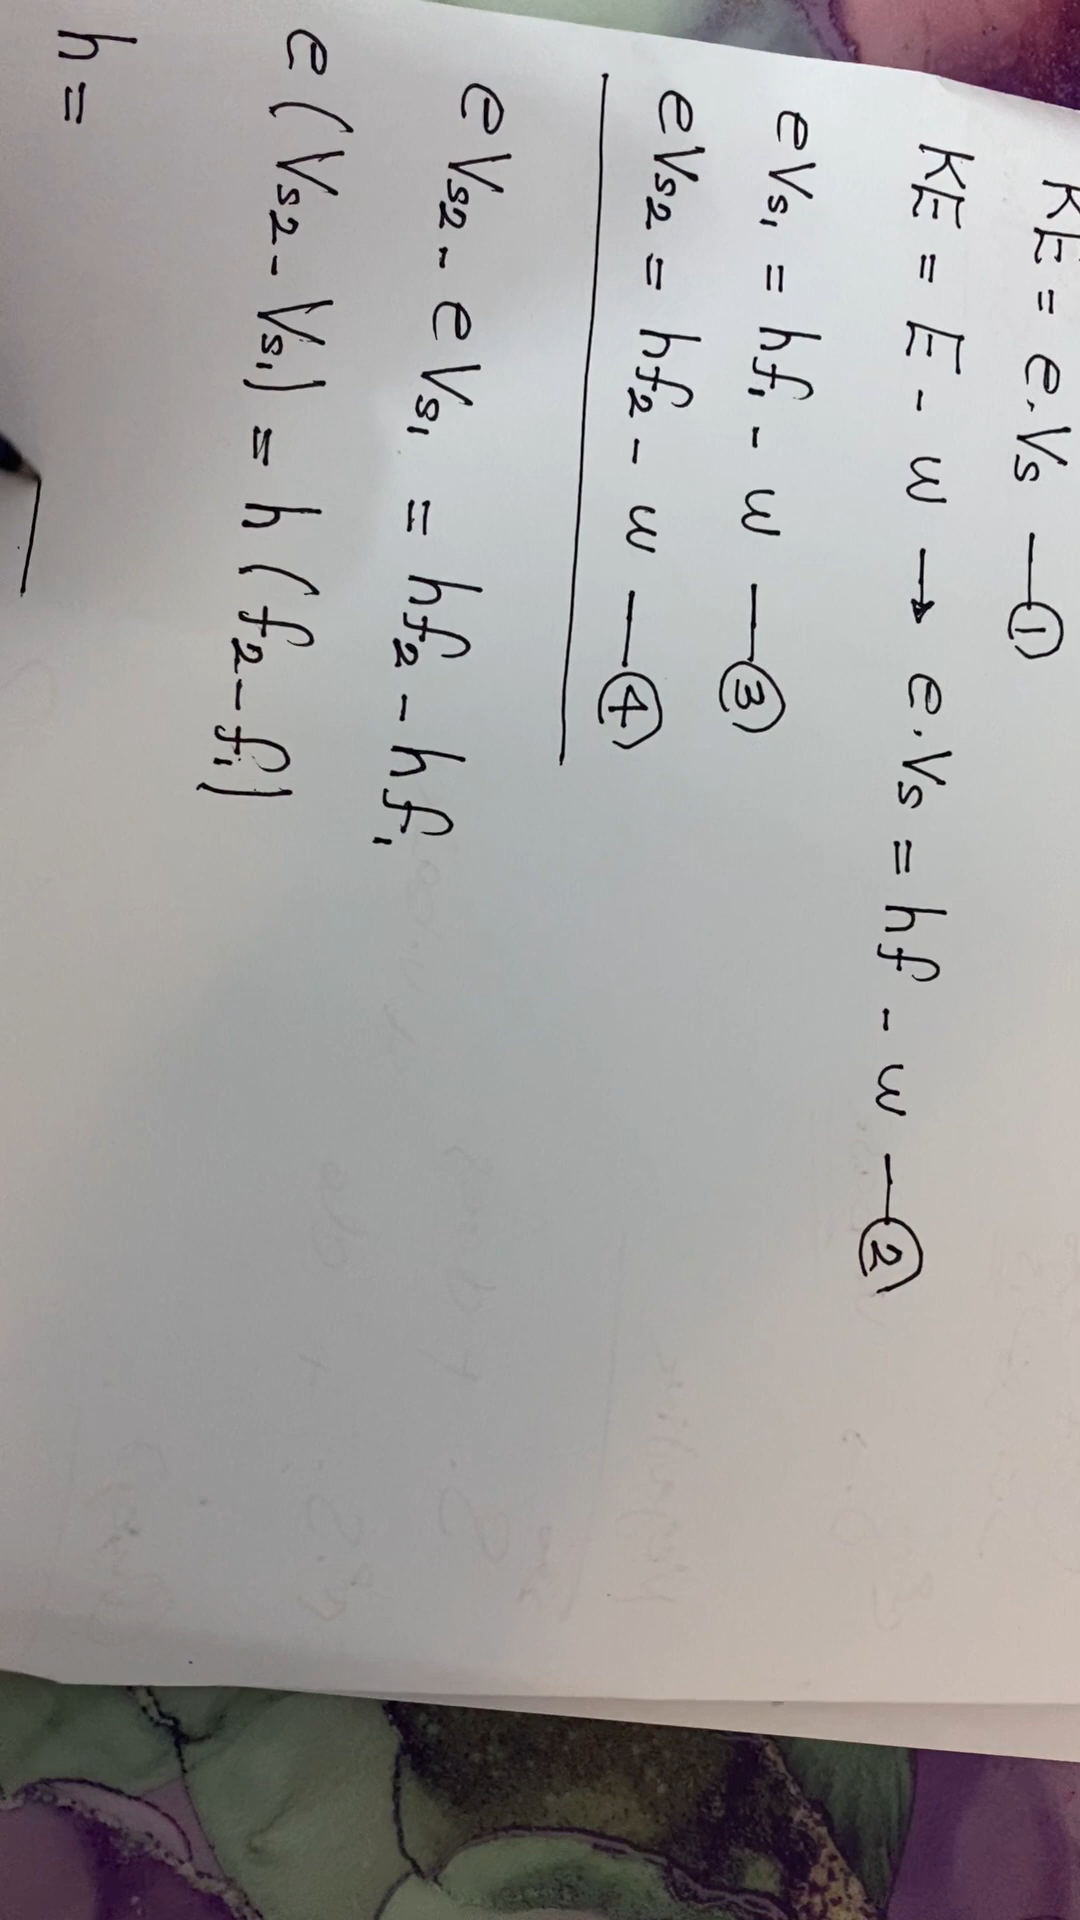 KE = e.Vs —①
KE = E - w → e.Vs = hf - w —②
eVs₁ = hf₁ - w —③
eVs₂ = hf₂ - w —④
eVs₂ - eVs₁ = hf₂ - hf₁
e(Vs₂ - Vs₁) = h(f₂ - f₁)
h =